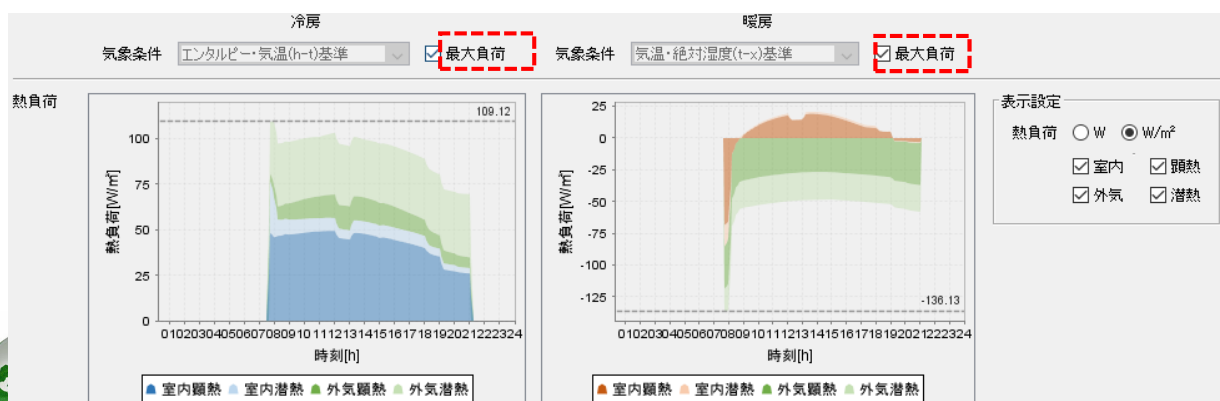 冷房
暖房
気象条件 エンタルピー・気温(h-t)基準 最大負荷
気象条件 気温・絶対湿度(t-x)基準 最大負荷
熱負荷
109.12
100
75
50
25
0
熱負荷[W/㎡]
010203040506070809101112131415161718192021222324
時刻[h]
室内顕熱 室内潜熱 外気顕熱 外気潜熱
25
0
-25
-50
-75
-100
-125
-136.13
熱負荷[W/㎡]
010203040506070809101112131415161718192021222324
時刻[h]
室内顕熱 室内潜熱 外気顕熱 外気潜熱
表示設定
熱負荷 W W/㎡
室内 顕熱
外気 潜熱